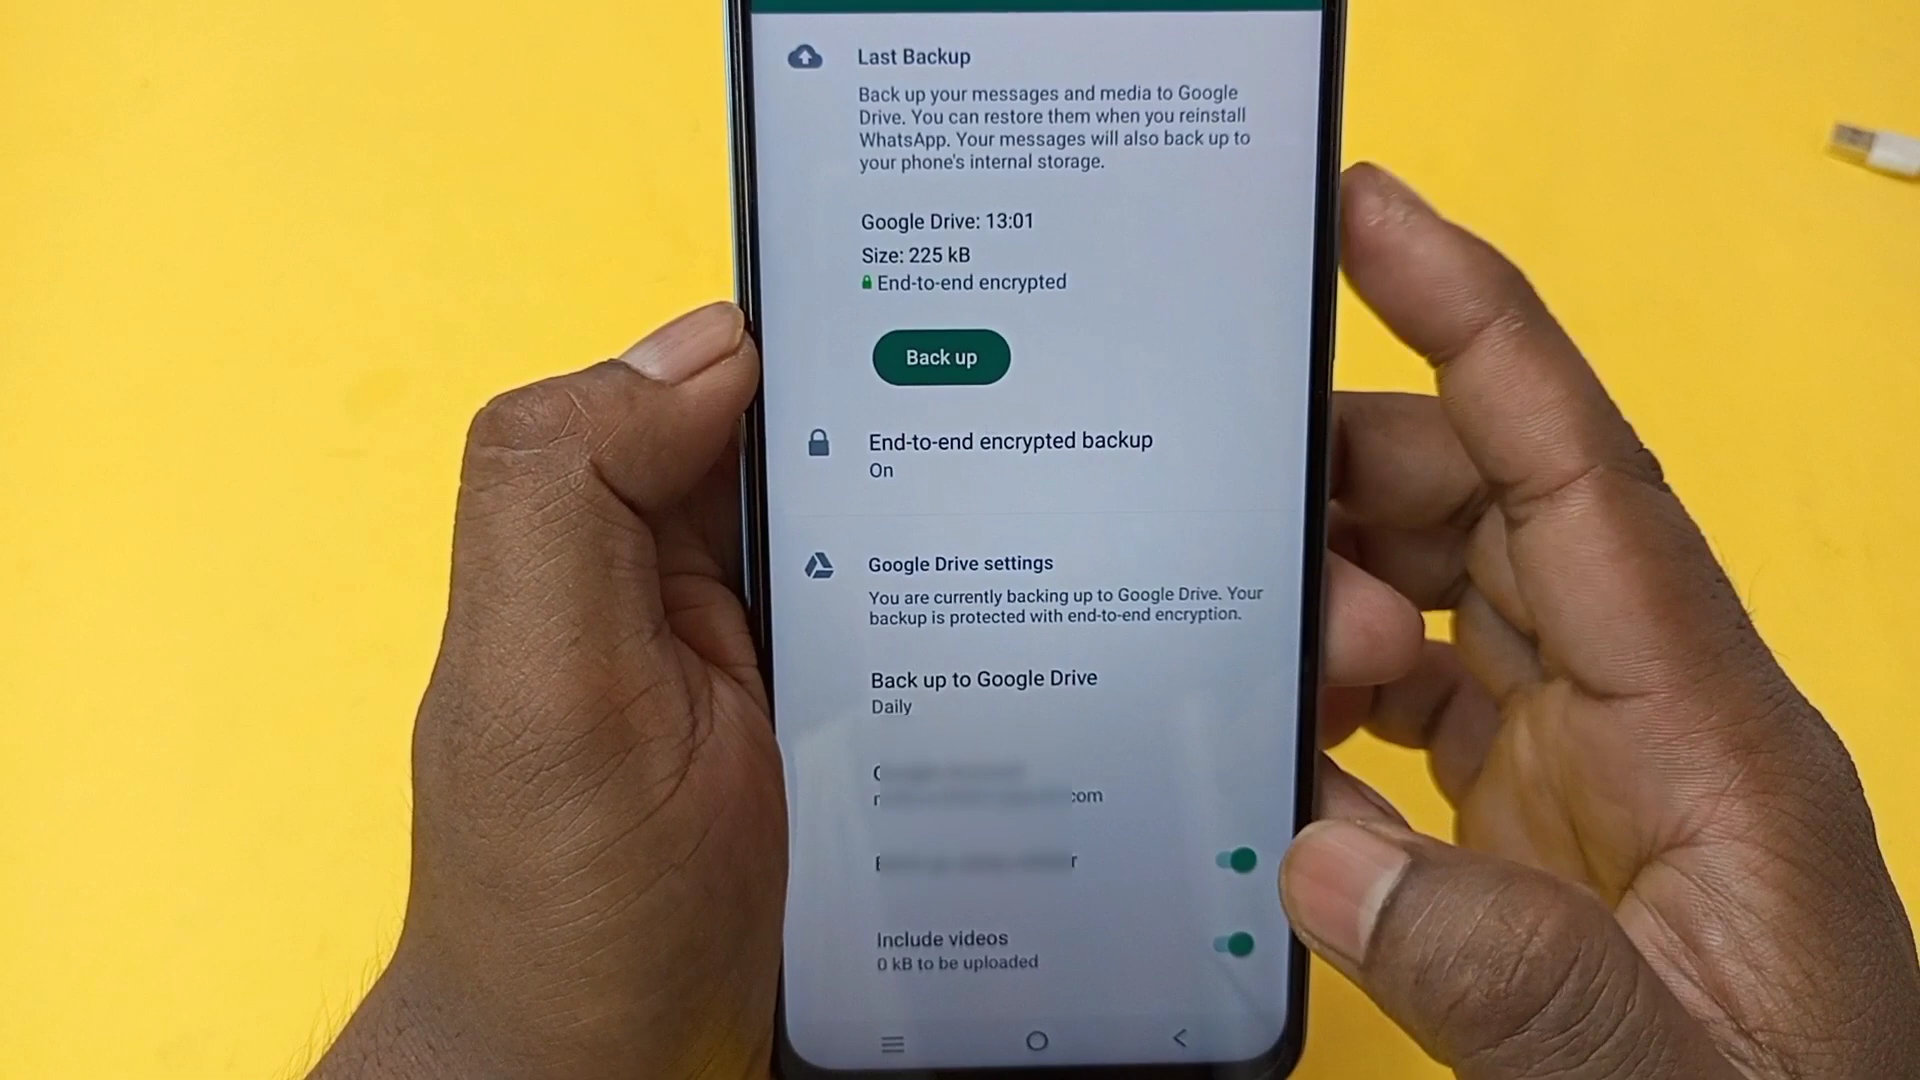 Last Backup
Back up your messages and media to Google
Drive. You can restore them when you reinstall
WhatsApp. Your messages will also back up to
your phone's internal storage.
Google Drive: 13:01
Size: 225 kB
End-to-end encrypted
Back up
End-to-end encrypted backup
On
Google Drive settings
You are currently backing up to Google Drive. Your
backup is protected with end-to-end encryption.
Back up to Google Drive
Daily
com
Include videos
0 kB to be uploaded